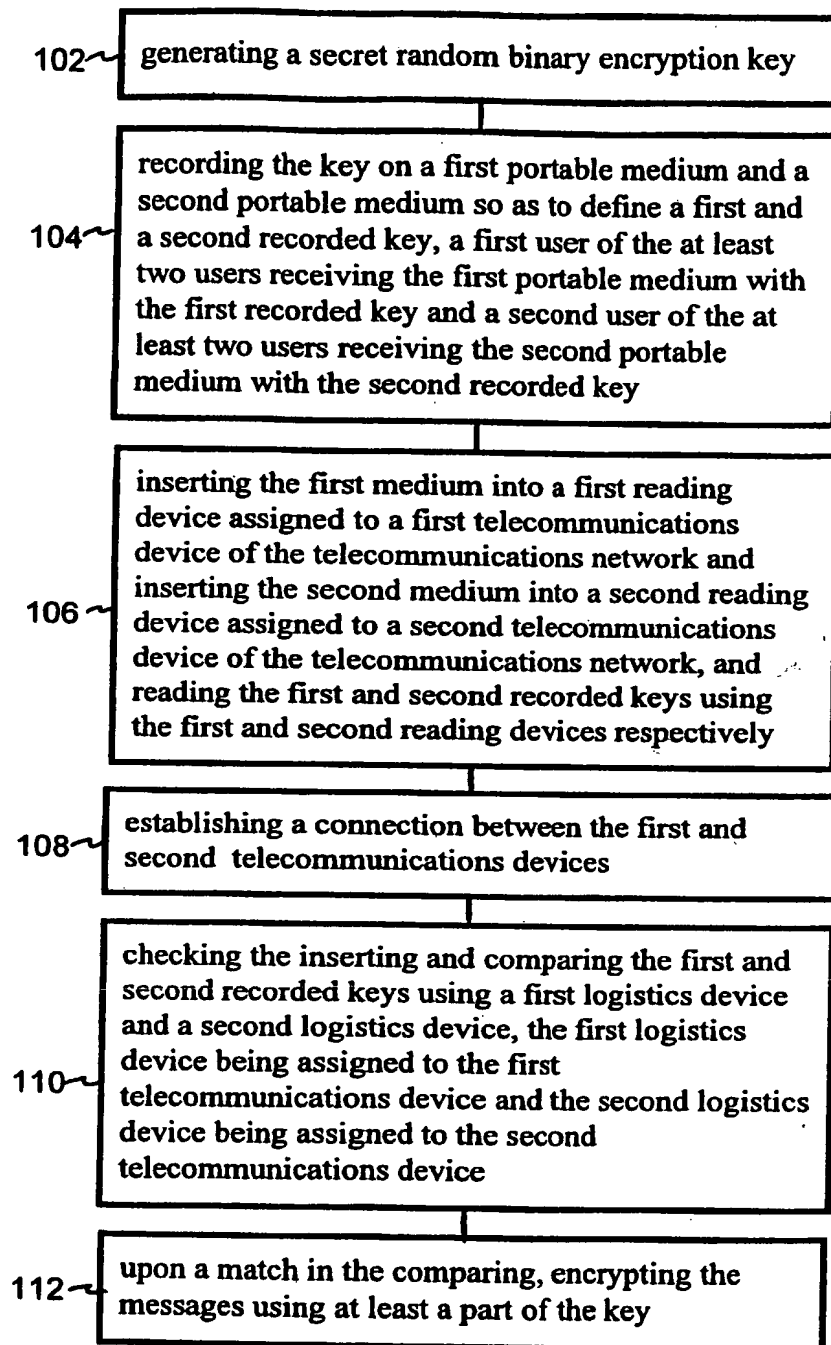 102 generating a secret random binary encryption key
recording the key on a first portable medium and a
second portable medium so as to define a first and
104 a second recorded key, a first user of the at least
two users receiving the first portable medium with
the first recorded key and a second user of the at
least two users receiving the second portable
medium with the second recorded key
inserting the first medium into a first reading
device assigned to a first telecommunications
device of the telecommunications network and
106 inserting the second medium into a second reading
device assigned to a second telecommunications
device of the telecommunications network, and
reading the first and second recorded keys using
the first and second reading devices respectively
108 establishing a connection between the first and
second telecommunications devices
checking the inserting and comparing the first and
second recorded keys using a first logistics device
and a second logistics device, the first logistics
110 device being assigned to the first
telecommunications device and the second logistics
device being assigned to the second
telecommunications device
112 upon a match in the comparing, encrypting the
messages using at least a part of the key